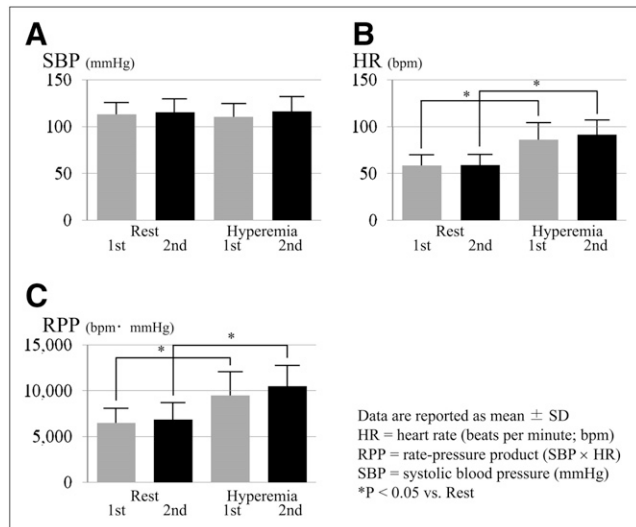 A
SBP (mmHg)
150
100
50
0
Rest Hyperemia
1st 2nd 1st 2nd
B
HR (bpm)
150
100
50
0
* *
Rest Hyperemia
1st 2nd 1st 2nd
C
RPP (bpm· mmHg)
15,000
10,000
5,000
0
* *
Rest Hyperemia
1st 2nd 1st 2nd
Data are reported as mean ± SD
HR = heart rate (beats per minute; bpm)
RPP = rate-pressure product (SBP × HR)
SBP = systolic blood pressure (mmHg)
*P < 0.05 vs. Rest